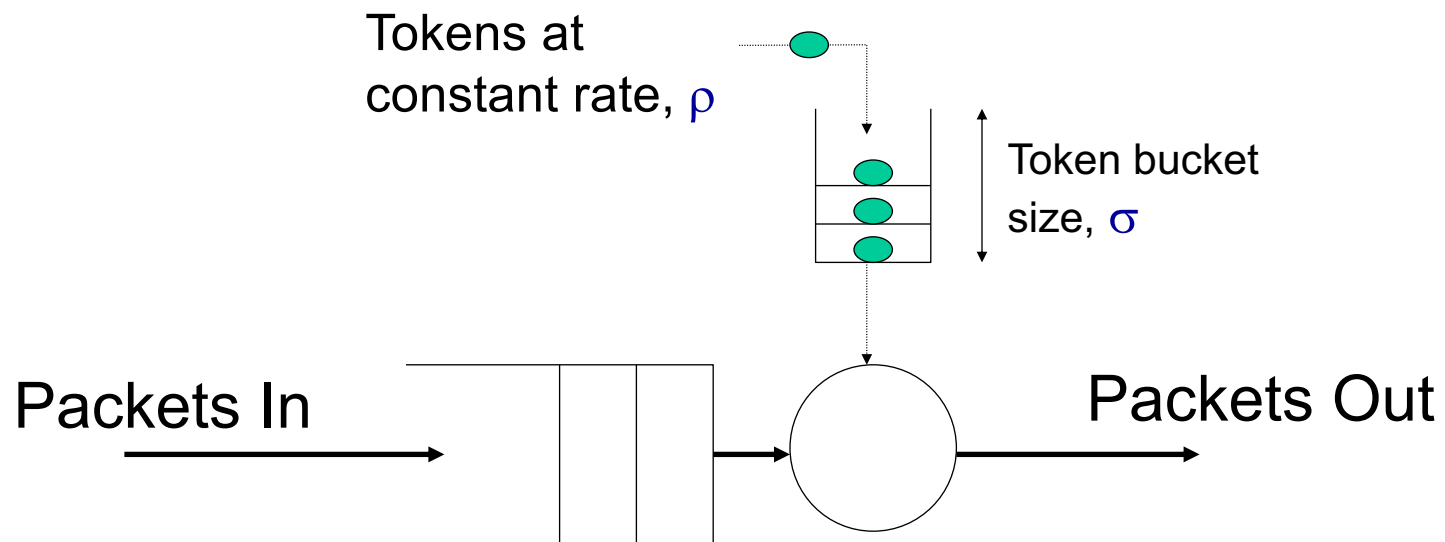 Tokens at
constant rate, ρ
Token bucket
size, σ
Packets In
Packets Out